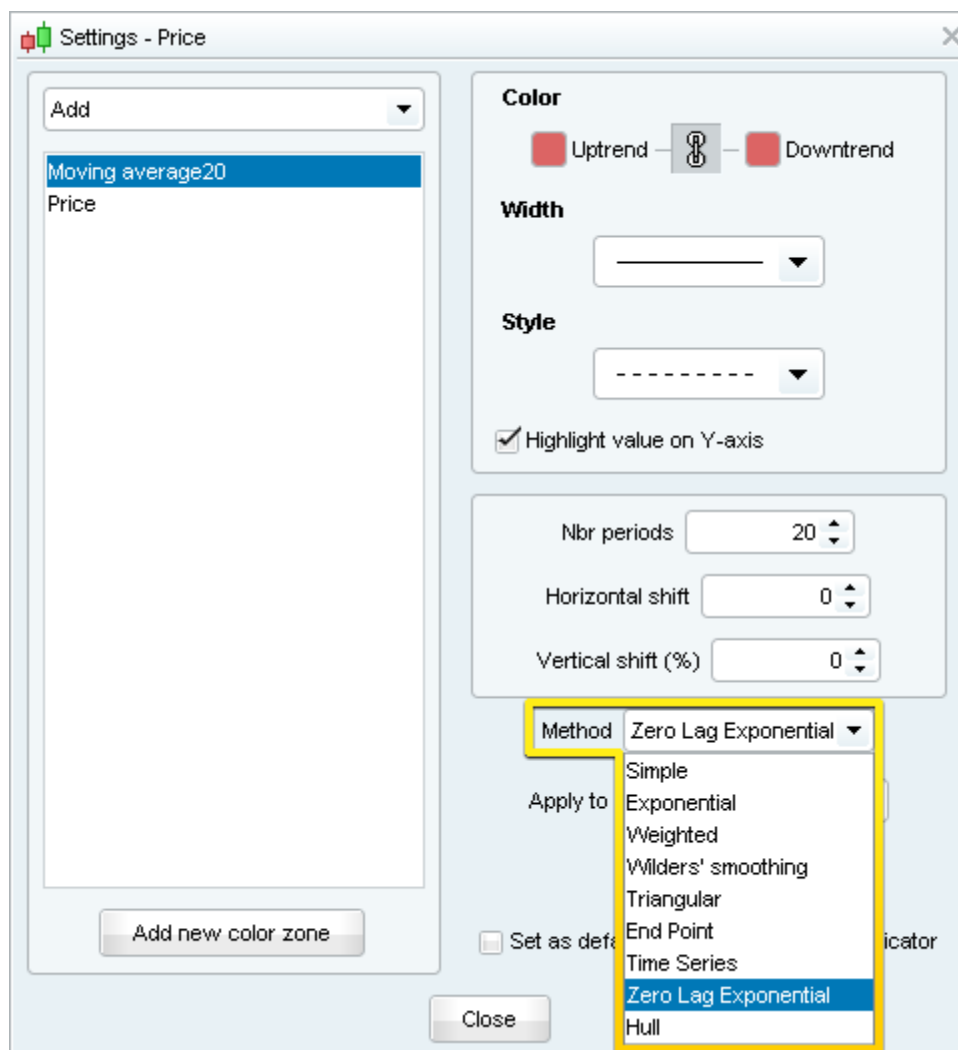 Settings - Price
Add
Moving average20
Price
Add new color zone
Color
Uptrend
Downtrend
Width
Style
Highlight value on Y-axis
Nbr periods 20
Horizontal shift 0
Vertical shift (%) 0
Method Zero Lag Exponential
Apply to
Simple
Exponential
Weighted
Wilders' smoothing
Triangular
End Point
Time Series
Zero Lag Exponential
Hull
Set as
Close